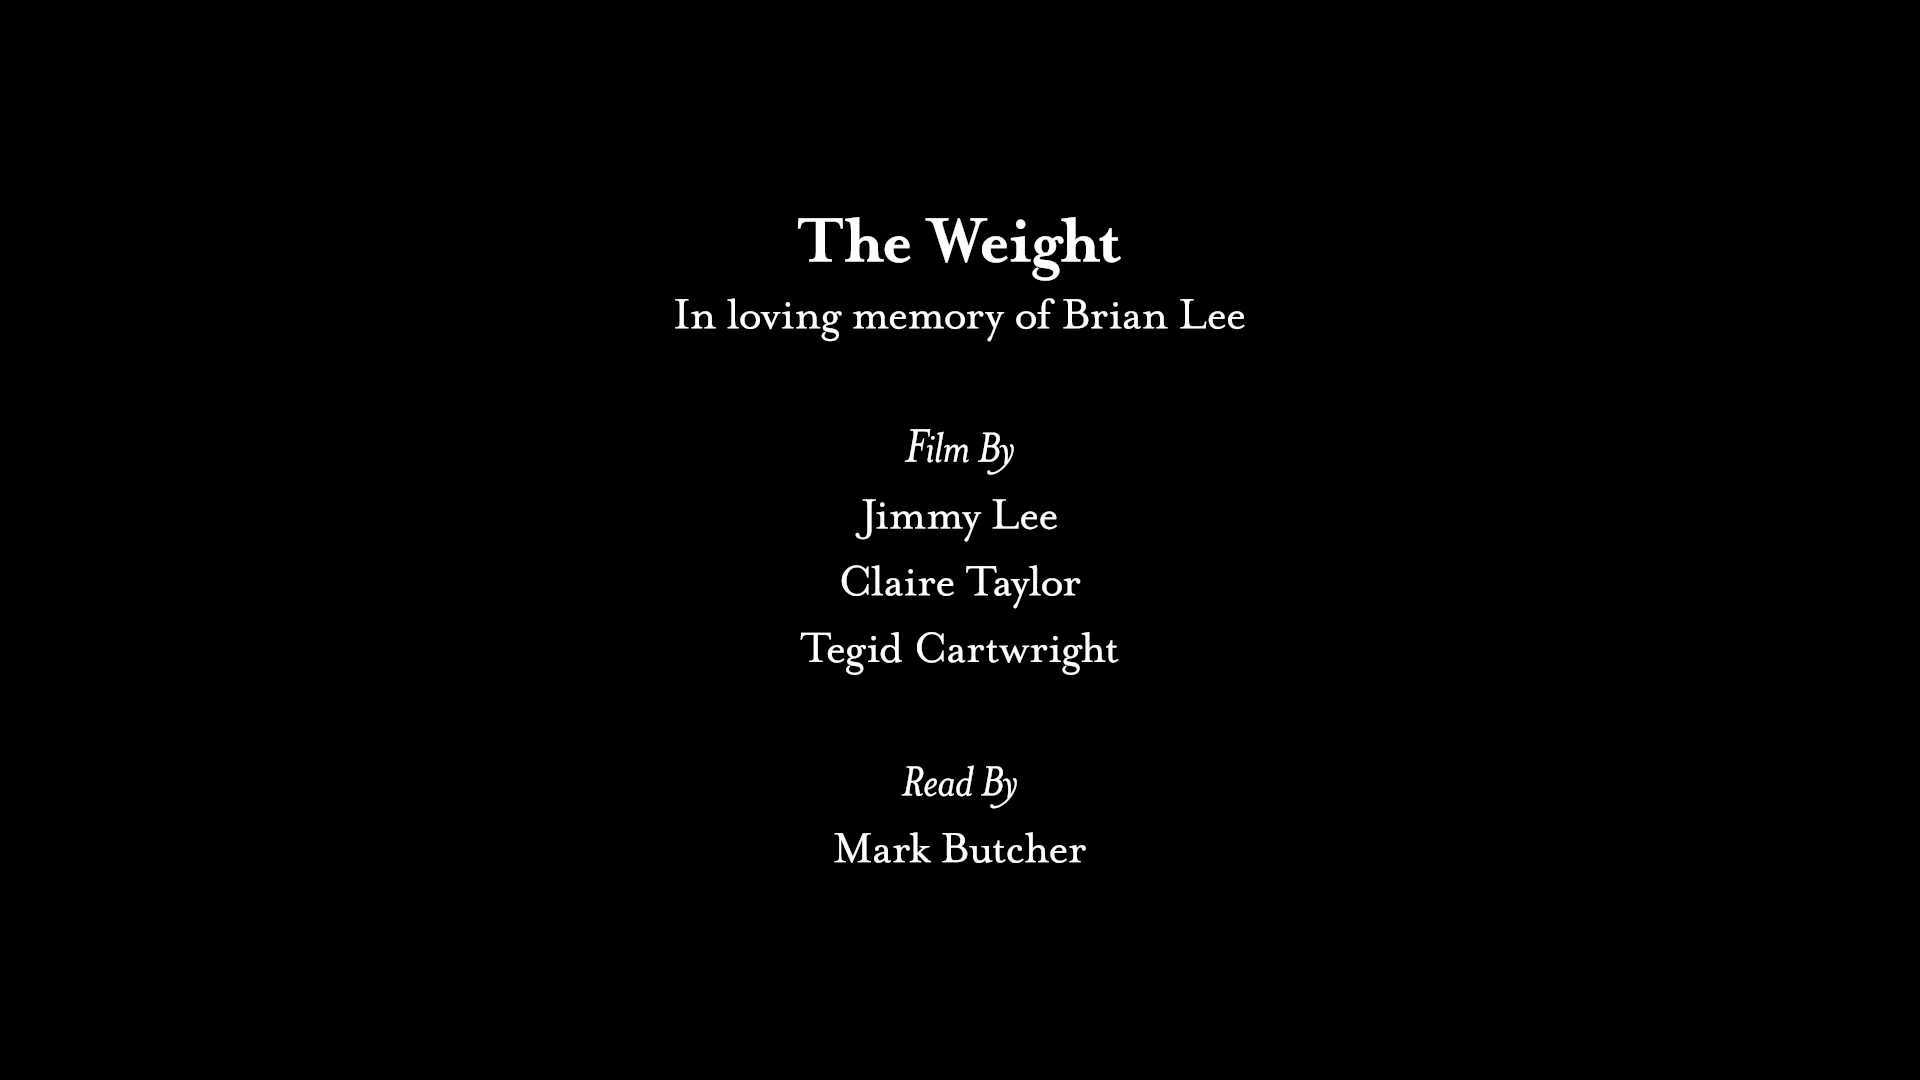 The Weight
In loving memory of Brian Lee
Film By
Jimmy Lee
Claire Taylor
Tegid Cartwright
Read By
Mark Butcher